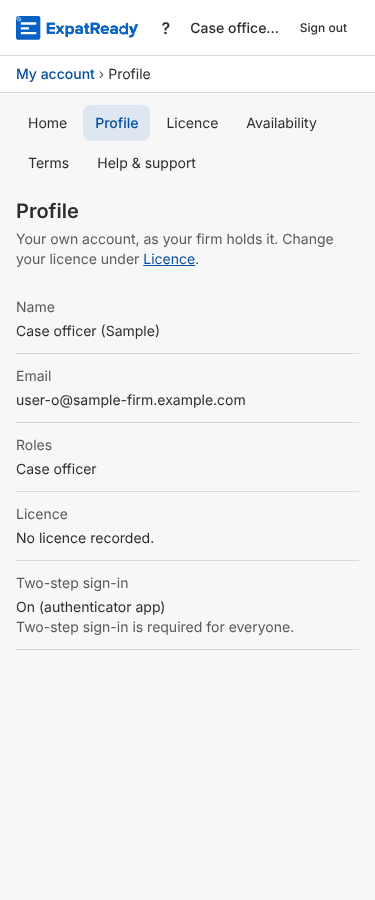 ExpatReady ? Case office... Sign out
My account › Profile
Home Profile Licence Availability
Terms Help & support
Profile
Your own account, as your firm holds it. Change
your licence under Licence.
Name
Case officer (Sample)
Email
user-o@sample-firm.example.com
Roles
Case officer
Licence
No licence recorded.
Two-step sign-in
On (authenticator app)
Two-step sign-in is required for everyone.